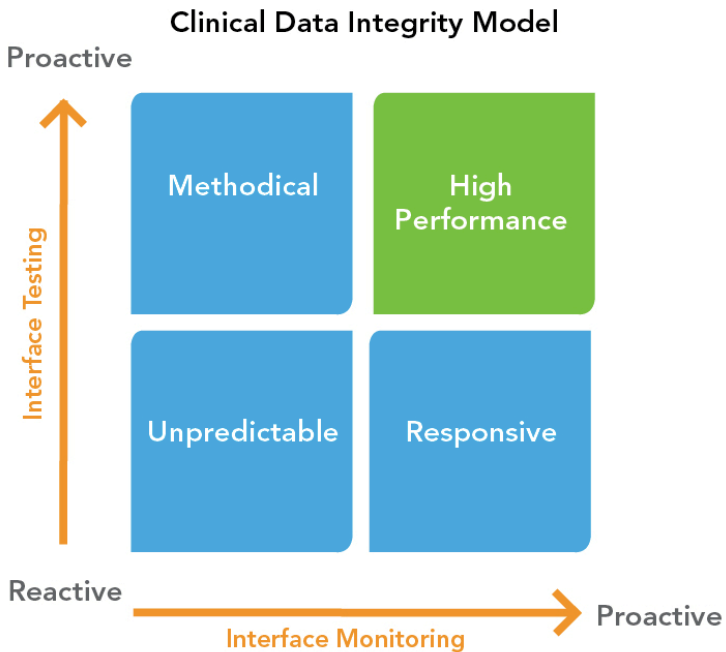 Clinical Data Integrity Model
Proactive
Methodical
High
Performance
Interface Testing
Unpredictable
Responsive
Reactive
Proactive
Interface Monitoring